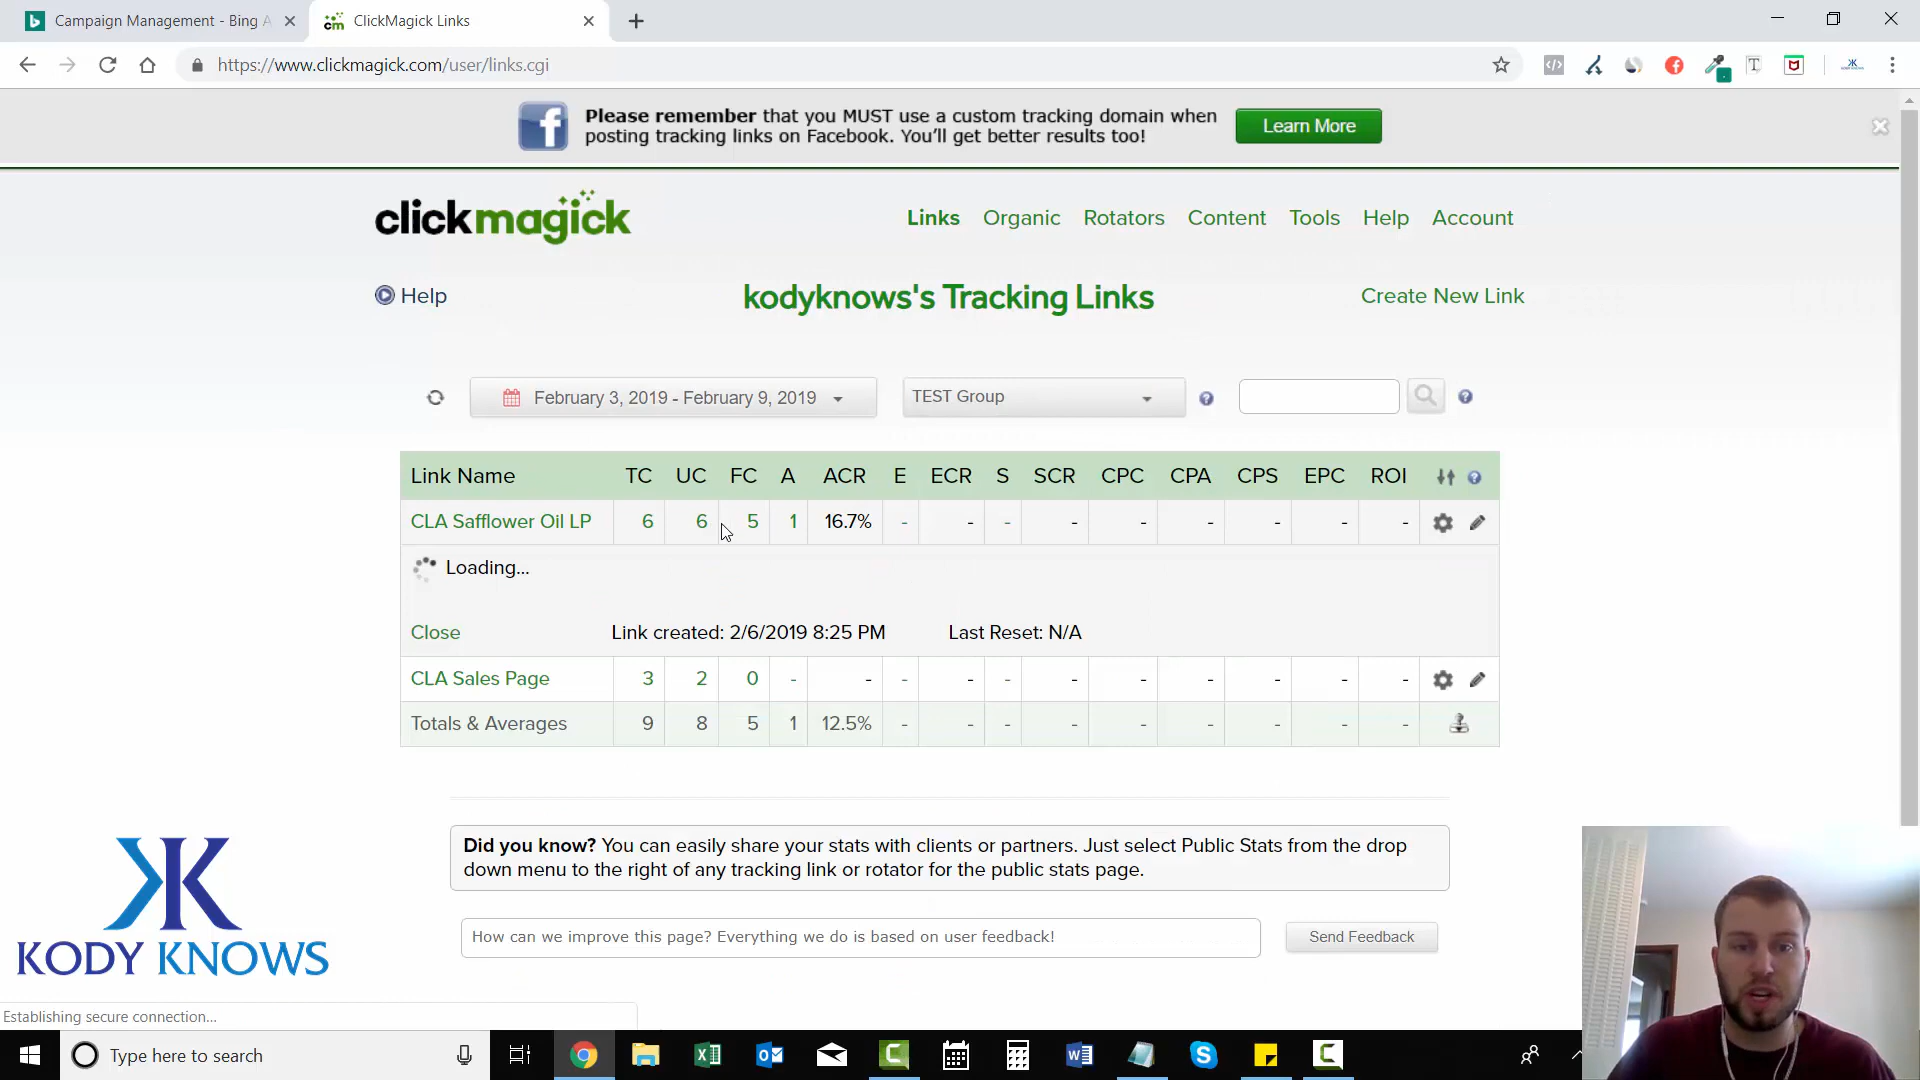 Campaign Management - Bing A
ClickMagick Links
https://www.clickmagick.com/user/links.cgi
Please remember that you MUST use a custom tracking domain when
posting tracking links on Facebook. You'll get better results too!
Learn More
clickmagick
Links Organic Rotators Content Tools Help Account
Help
kodyknows's Tracking Links
Create New Link
February 3, 2019 - February 9, 2019
TEST Group
Link Name TC UC FC A ACR E ECR S SCR CPC CPA CPS EPC ROI
CLA Safflower Oil LP 6 6 5 1 16.7% - - - - - - - - -
Loading...
Close Link created: 2/6/2019 8:25 PM Last Reset: N/A
CLA Sales Page 3 2 0 - - - - - - - - - - -
Totals & Averages 9 8 5 1 12.5% - - - - - - - - -
Did you know? You can easily share your stats with clients or partners. Just select Public Stats from the drop
down menu to the right of any tracking link or rotator for the public stats page.
How can we improve this page? Everything we do is based on user feedback!
Send Feedback
KODY KNOWS
Establishing secure connection...
Type here to search